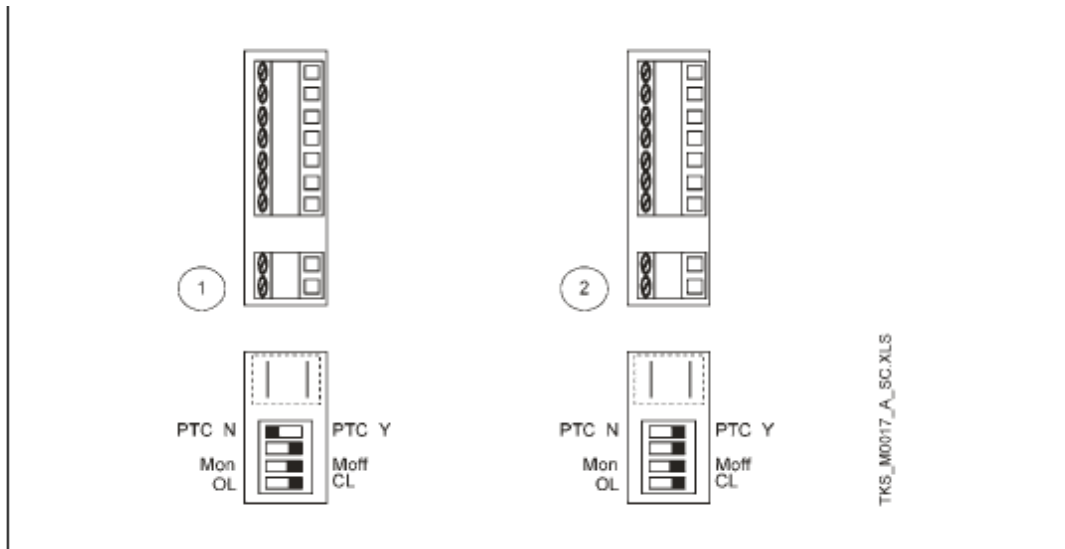 1
2
PTC N PTC Y
Mon Moff
OL CL
PTC N PTC Y
Mon Moff
OL CL
TKS_M0017_A_SC.XLS